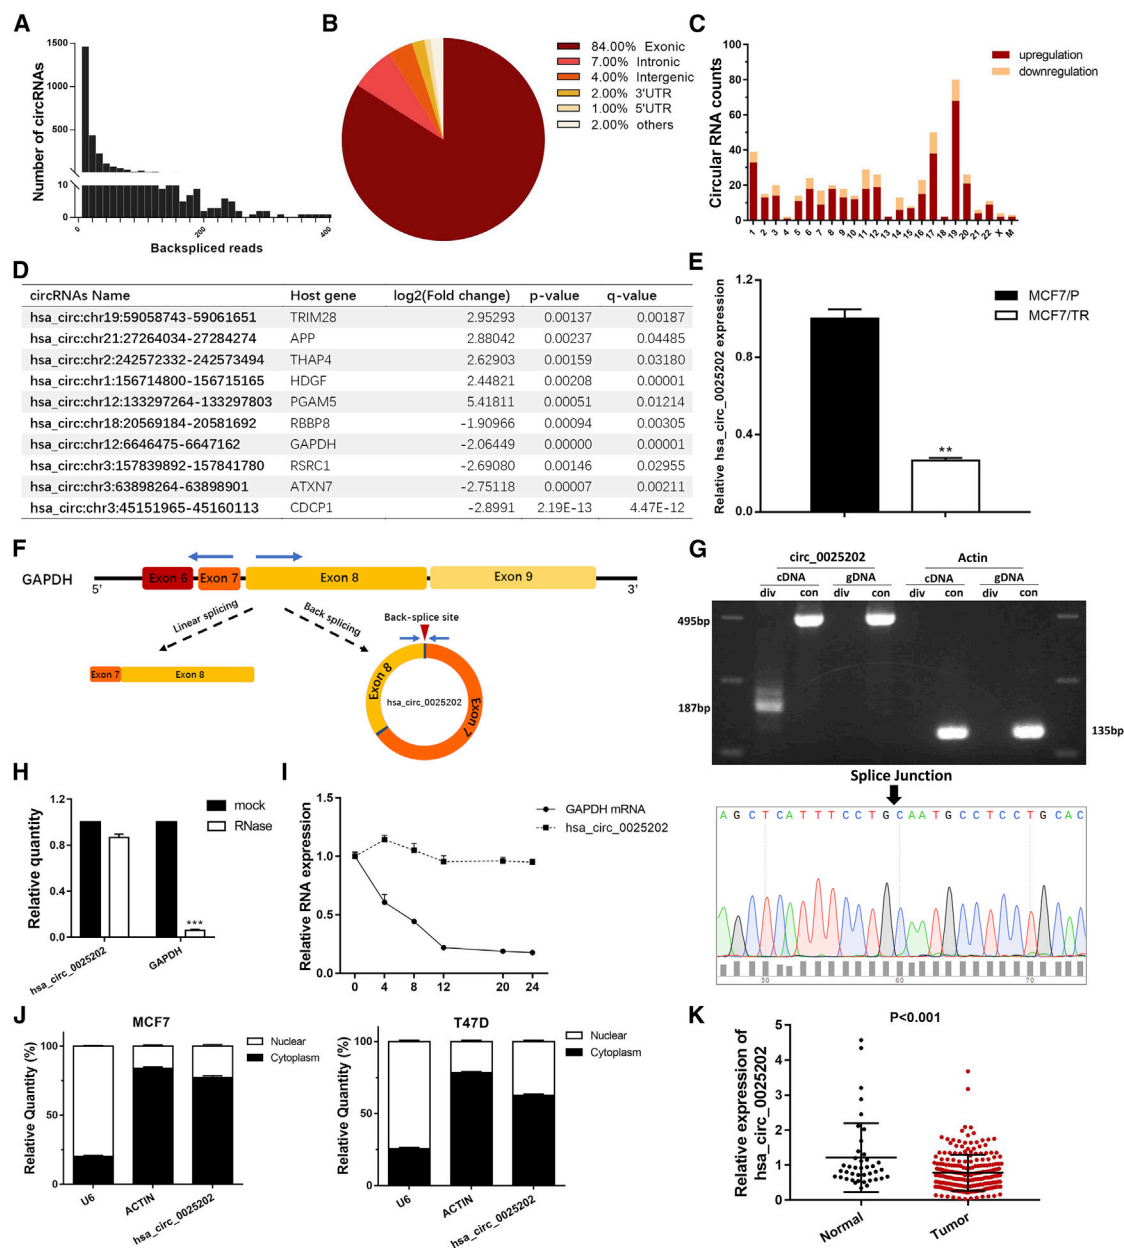 A
Number of circRNAs
1500
1000
500
10
0
0
200
400
Backspliced reads
B
84.00% Exonic
7.00% Intronic
4.00% Intergenic
2.00% 3'UTR
1.00% 5'UTR
2.00% others
C
Circular RNA counts
100
80
60
40
20
0
upregulation
downregulation
1 2 3 4 5 6 7 8 9 10 11 12 13 14 15 16 17 18 19 20 21 22 X M
D
circRNAs Name Host gene log2(Fold change) p-value q-value
hsa_circ:chr19:59058743-59061651 TRIM28 2.95293 0.00137 0.00187
hsa_circ:chr21:27264034-27284274 APP 2.88042 0.00237 0.04485
hsa_circ:chr2:242572332-242573494 THAP4 2.62903 0.00159 0.03180
hsa_circ:chr1:156714800-156715165 HDGF 2.44821 0.00208 0.00001
hsa_circ:chr12:133297264-133297803 PGAM5 5.41811 0.00051 0.01214
hsa_circ:chr18:20569184-20581692 RBBP8 -1.90966 0.00094 0.00305
hsa_circ:chr12:6646475-6647162 GAPDH -2.06449 0.00000 0.00001
hsa_circ:chr3:157839892-157841780 RSRC1 -2.69080 0.00146 0.02955
hsa_circ:chr3:63898264-63898901 ATXN7 -2.75118 0.00007 0.00211
hsa_circ:chr3:45151965-45160113 CDCP1 -2.8991 2.19E-13 4.47E-12
E
Relative hsa_circ_0025202 expression
1.2
0.8
0.4
0.0
**
MCF7/P
MCF7/TR
F
GAPDH
5'
Exon 6 Exon 7 Exon 8 Exon 9
3'
Linear splicing
Back splicing
Back-splice site
Exon 7 Exon 8
Exon 8
hsa_circ_0025202
Exon 7
G
circ_0025202 Actin
cDNA gDNA cDNA gDNA
div con div con div con div con
495bp
187bp
135bp
Splice Junction
A G C T C A T T T C C T G C A A T G C C T C C T G C A C
50 60 70
H
Relative quantity
1.2
0.9
0.6
0.3
0.0
mock
RNase
***
hsa_circ_0025202
GAPDH
I
Relative RNA expression
1.5
1.0
0.5
0.0
GAPDH mRNA
hsa_circ_0025202
0 4 8 12 20 24
J
MCF7
Relative Quantity (%)
100
50
0
Nuclear
Cytoplasm
U6
ACTIN
hsa_circ_0025202
T47D
Relative Quantity (%)
100
50
0
Nuclear
Cytoplasm
U6
ACTIN
hsa_circ_0025202
K
P<0.001
Relative expression of
hsa_circ_0025202
5
4
3
2
1
0
Normal
Tumor